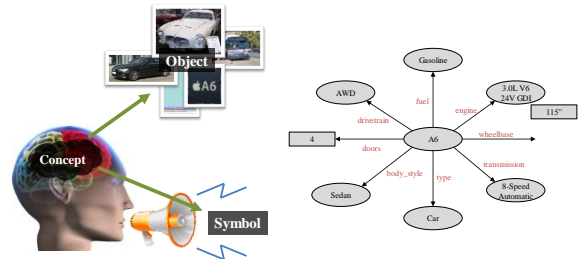 Object
A6
Concept
Symbol
Gasoline
AWD
3.0L V6
24V GDI
115"
fuel
engine
drivetrain
4
A6
wheelbase
doors
transmission
body_style
rype
Sedan
8-Speed
Automatic
Car